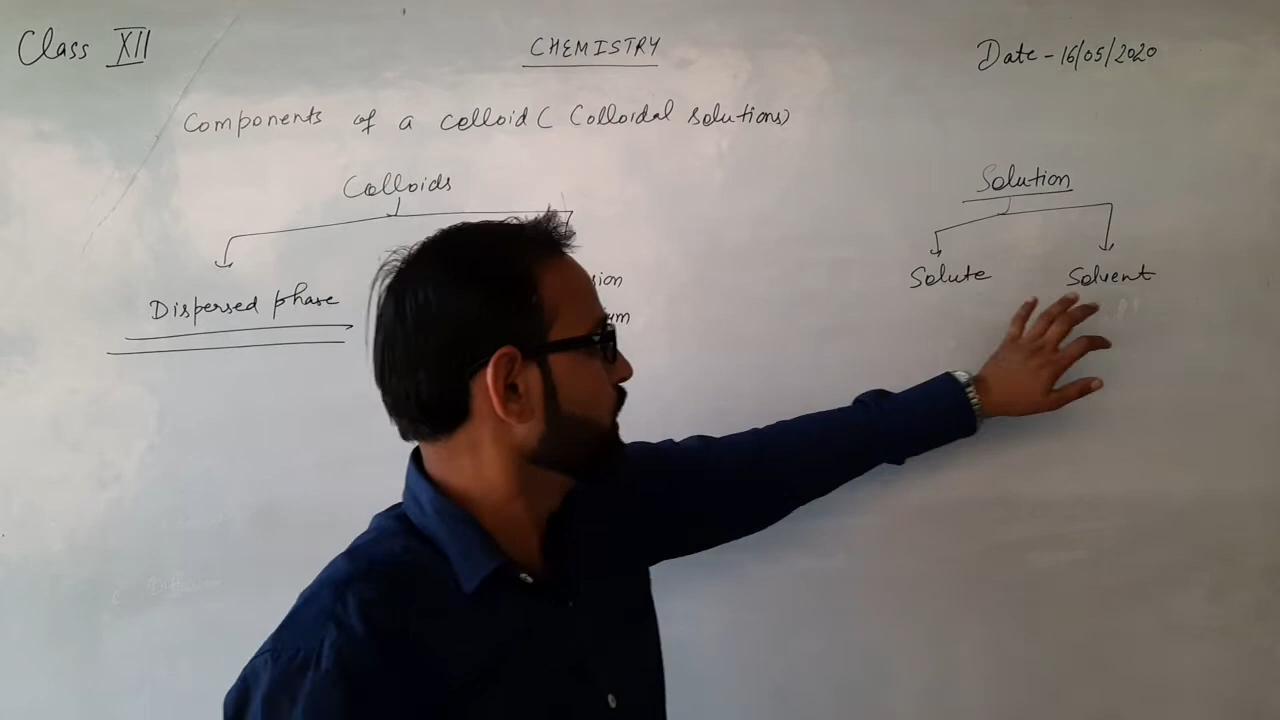 Class XII
CHEMISTRY
Date - 16/05/2020
Components of a colloid ( Colloidal solutions)
Colloids
Solution
Dispersed phase
Solute
Solvent